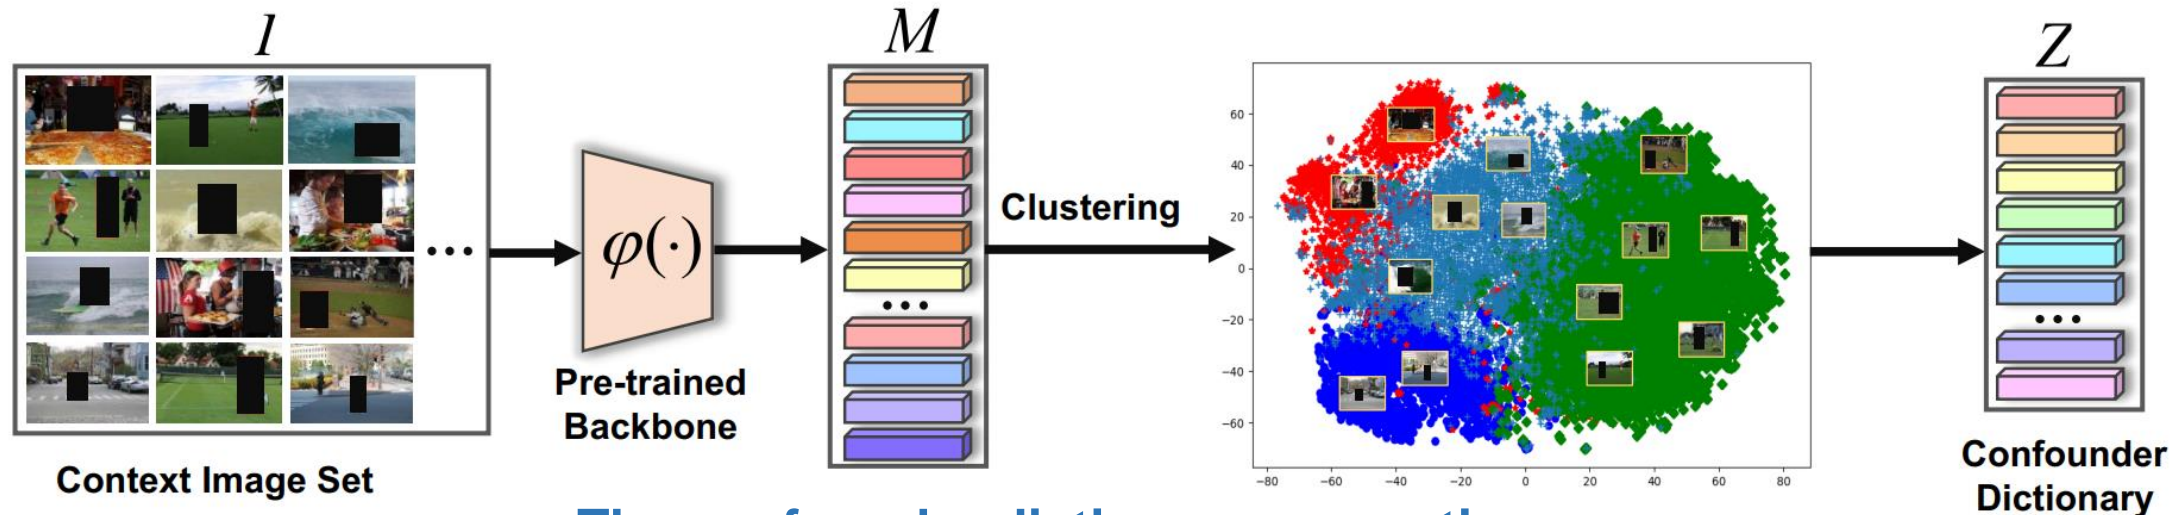 I
Context Image Set
...
φ(·)
Pre-trained
Backbone
M
...
Clustering
60
40
20
0
−20
−40
−60
−80 −60 −40 −20 0 20 40 60 80
Z
...
Confounder
Dictionary